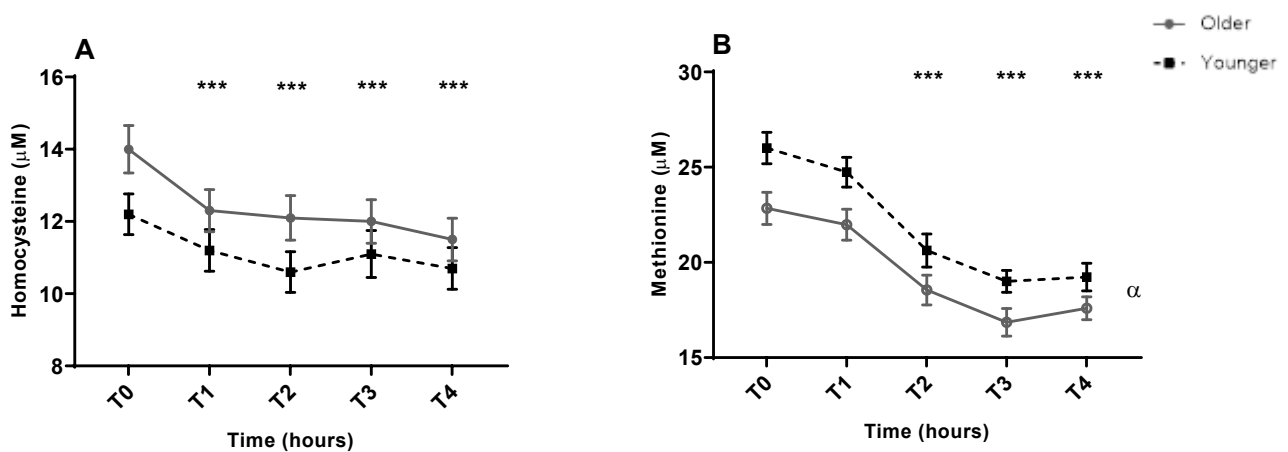 A
16
14
12
10
8
Homocysteine (μM)
*** *** *** ***
T0 T1 T2 T3 T4
Time (hours)
B
30
25
20
15
Methionine (μM)
*** *** ***
α
T0 T1 T2 T3 T4
Time (hours)
Older
Younger